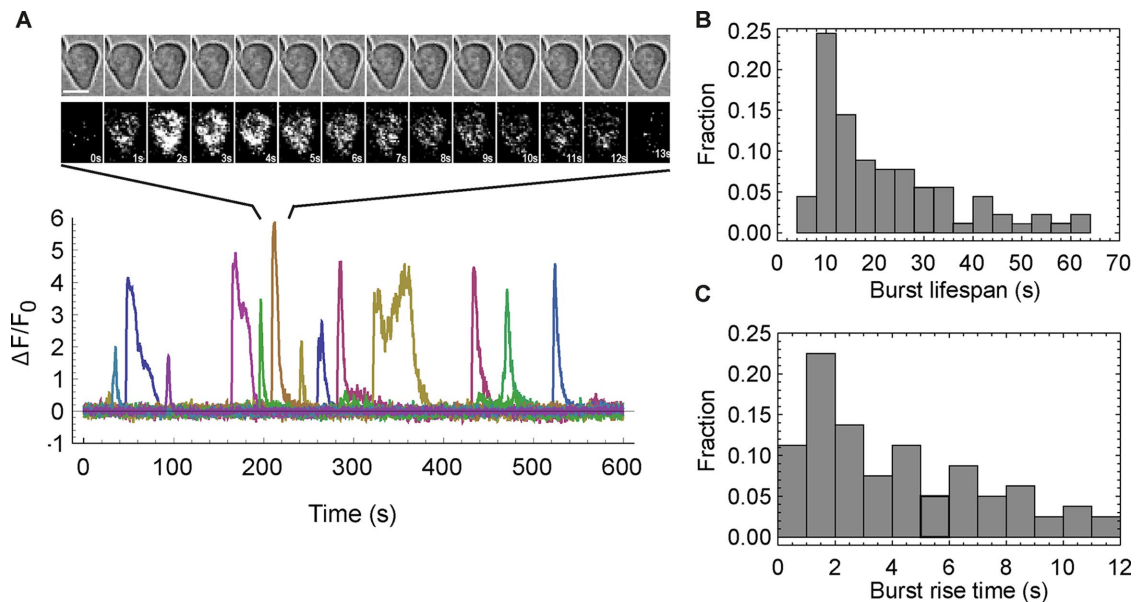 A
0s 1s 2s 3s 4s 5s 6s 7s 8s 9s 10s 11s 12s 13s
6
5
4
3
2
1
0
-1
ΔF/F0
0 100 200 300 400 500 600
Time (s)
B
0.25
0.20
0.15
0.10
0.05
0.00
Fraction
0 10 20 30 40 50 60 70
Burst lifespan (s)
C
0.25
0.20
0.15
0.10
0.05
0.00
Fraction
0 2 4 6 8 10 12
Burst rise time (s)